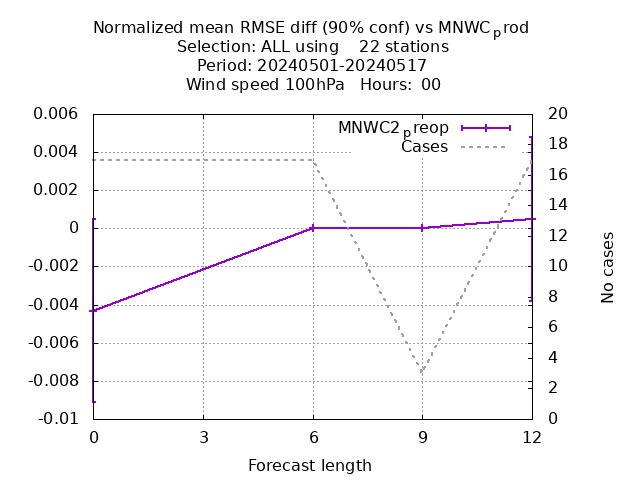 Normalized mean RMSE diff (90% conf) vs MNWCprod
Selection: ALL using 22 stations
Period: 20240501-20240517
Wind speed 100hPa Hours: 00
MNWC2preop
Cases
0.006
0.004
0.002
0
-0.002
-0.004
-0.006
-0.008
-0.01
20
18
16
14
12
10
8
6
4
2
0
No cases
0 3 6 9 12
Forecast length